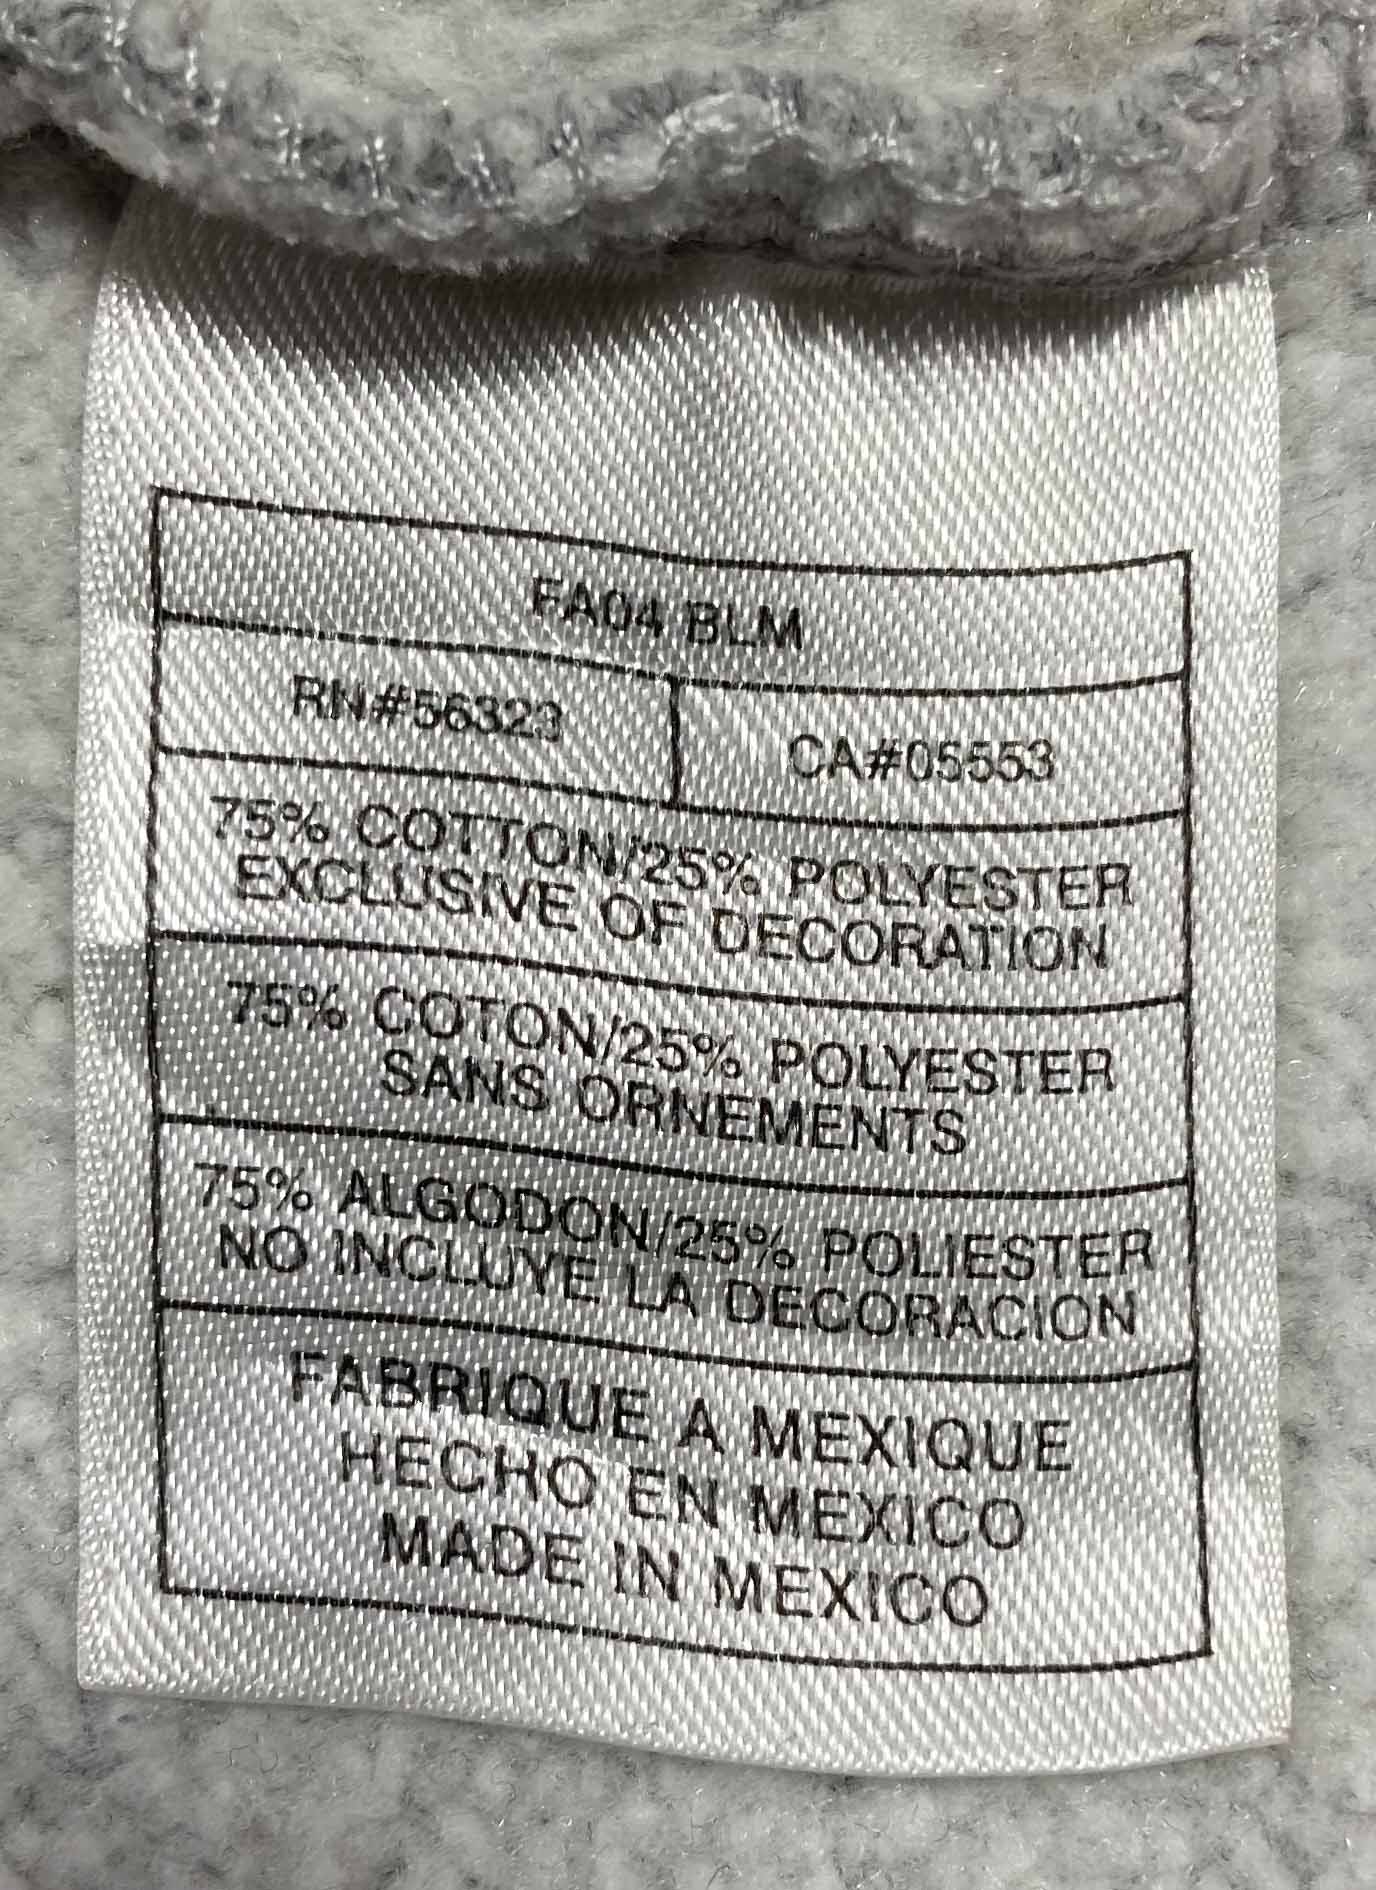 FA04 BLM
RN#56323
CA#05553
75% COTTON/25% POLYESTER
EXCLUSIVE OF DECORATION
75% COTON/25% POLYESTER
SANS ORNEMENTS
75% ALGODON/25% POLIESTER
NO INCLUYE LA DECORACION
FABRIQUE A MEXIQUE
HECHO EN MEXICO
MADE IN MEXICO